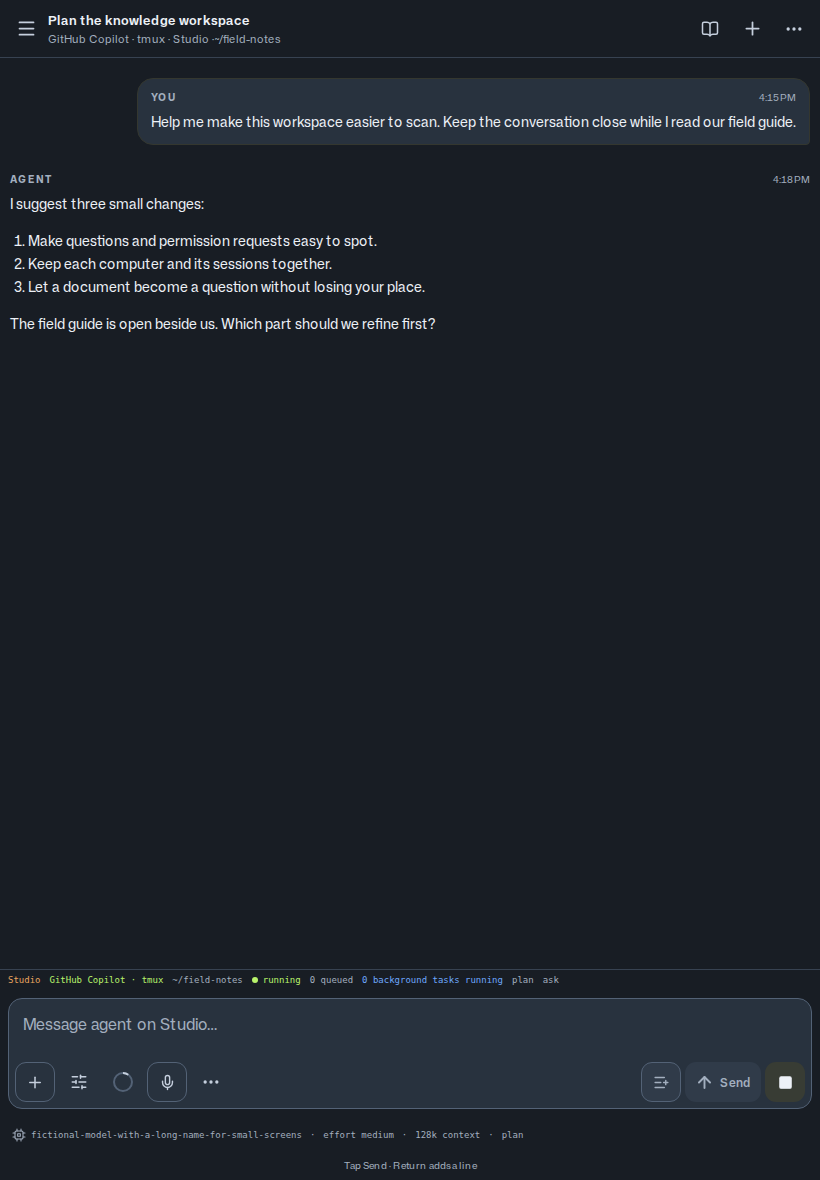 Plan the knowledge workspace
GitHub Copilot · tmux · Studio · ~/field-notes
YOU 4:15 PM
Help me make this workspace easier to scan. Keep the conversation close while I read our field guide.
AGENT 4:18 PM
I suggest three small changes:
1. Make questions and permission requests easy to spot.
2. Keep each computer and its sessions together.
3. Let a document become a question without losing your place.
The field guide is open beside us. Which part should we refine first?
Studio GitHub Copilot · tmux ~/field-notes running 0 queued 0 background tasks running plan ask
Message agent on Studio…
Send
fictional-model-with-a-long-name-for-small-screens · effort medium · 128k context · plan
Tap Send · Return adds a line